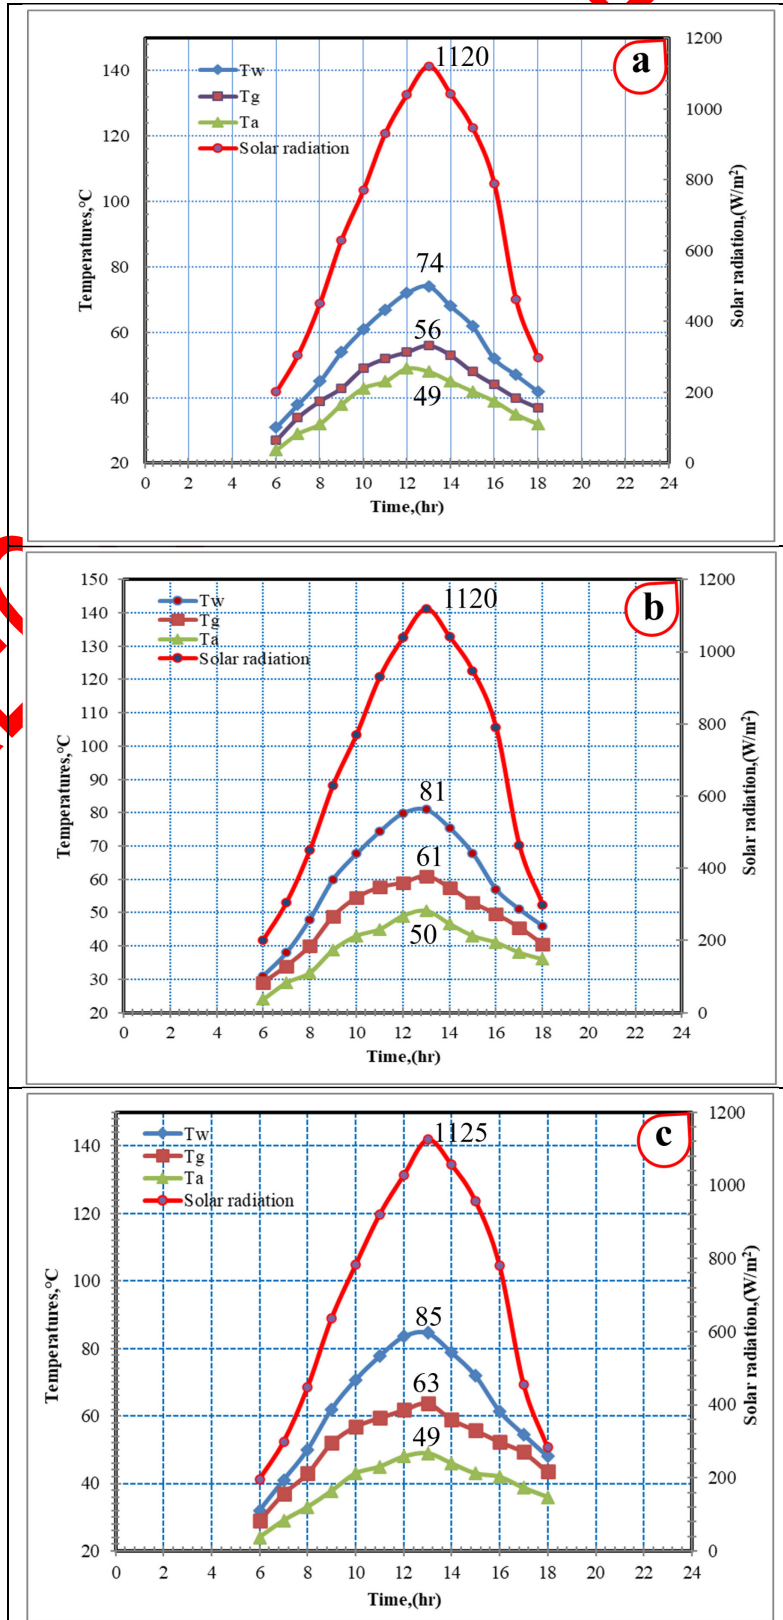 a
1120
Tw
Tg
Ta
Solar radiation
74
56
49
140
120
100
80
60
40
20
1200
1000
800
600
400
200
0
Temperatures,°C
Solar radiation,(W/m²)
0 2 4 6 8 10 12 14 16 18 20 22 24
Time,(hr)
b
1120
Tw
Tg
Ta
Solar radiation
81
61
50
150
140
130
120
110
100
90
80
70
60
50
40
30
20
1200
1000
800
600
400
200
0
Temperatures,°C
Solar radiation,(W/m²)
0 2 4 6 8 10 12 14 16 18 20 22 24
Time,(hr)
c
1125
Tw
Tg
Ta
Solar radiation
85
63
49
140
120
100
80
60
40
20
1200
1000
800
600
400
200
0
Temperatures,°C
Solar radiation,(W/m²)
0 2 4 6 8 10 12 14 16 18 20 22 24
Time,(hr)